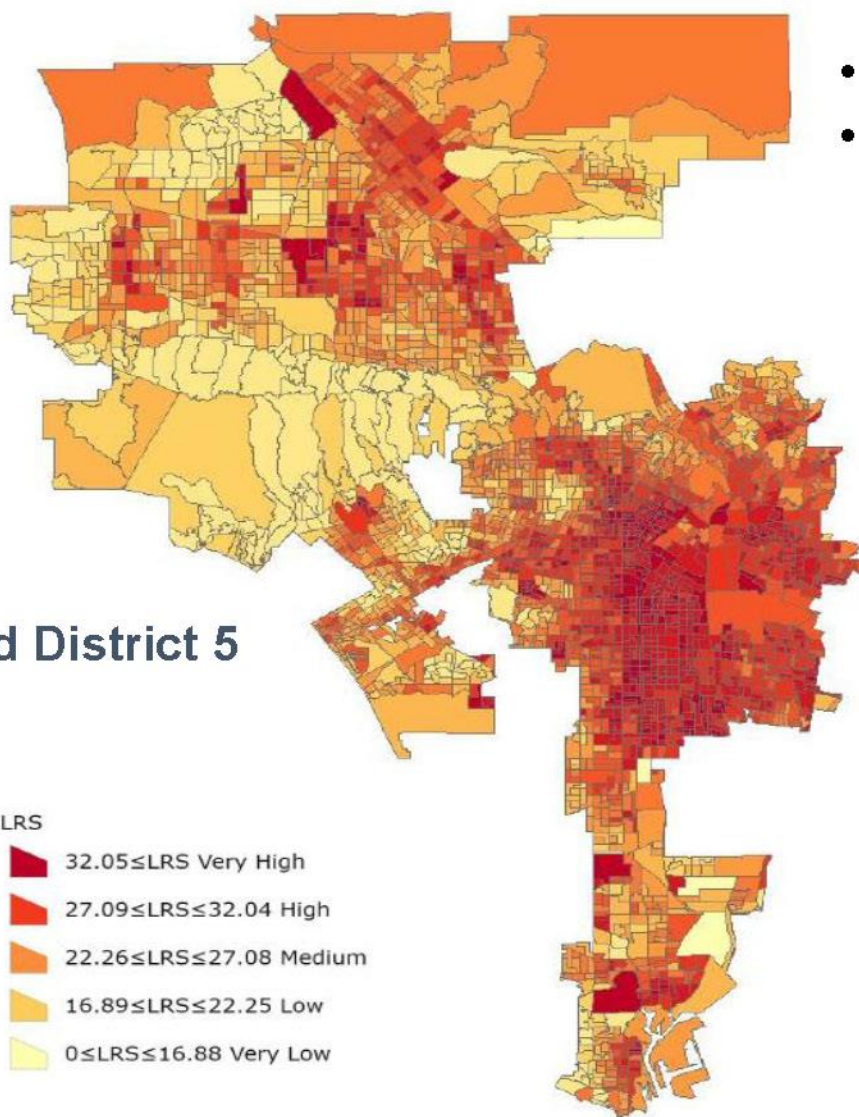 •
•
d District 5
LRS
32.05≤LRS Very High
27.09≤LRS≤32.04 High
22.26≤LRS≤27.08 Medium
16.89≤LRS≤22.25 Low
0≤LRS≤16.88 Very Low